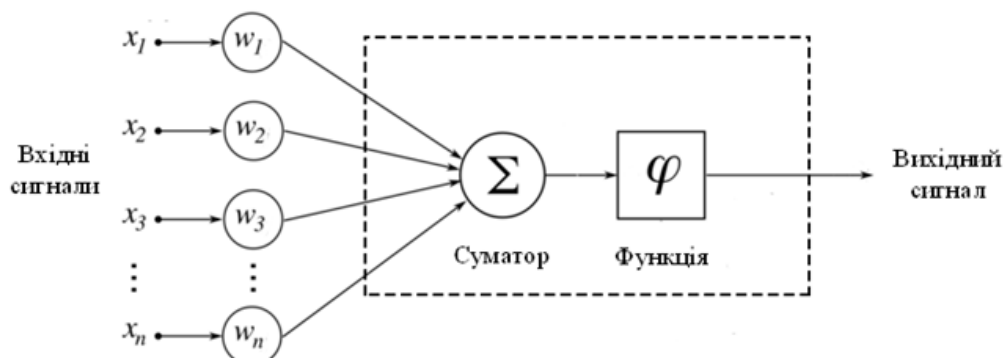 x1 w1
x2 w2
Вхідні
сигнали
x3 w3
⋮ ⋮
xn wn
Σ
Суматор
φ
Функція
Вихідний
сигнал